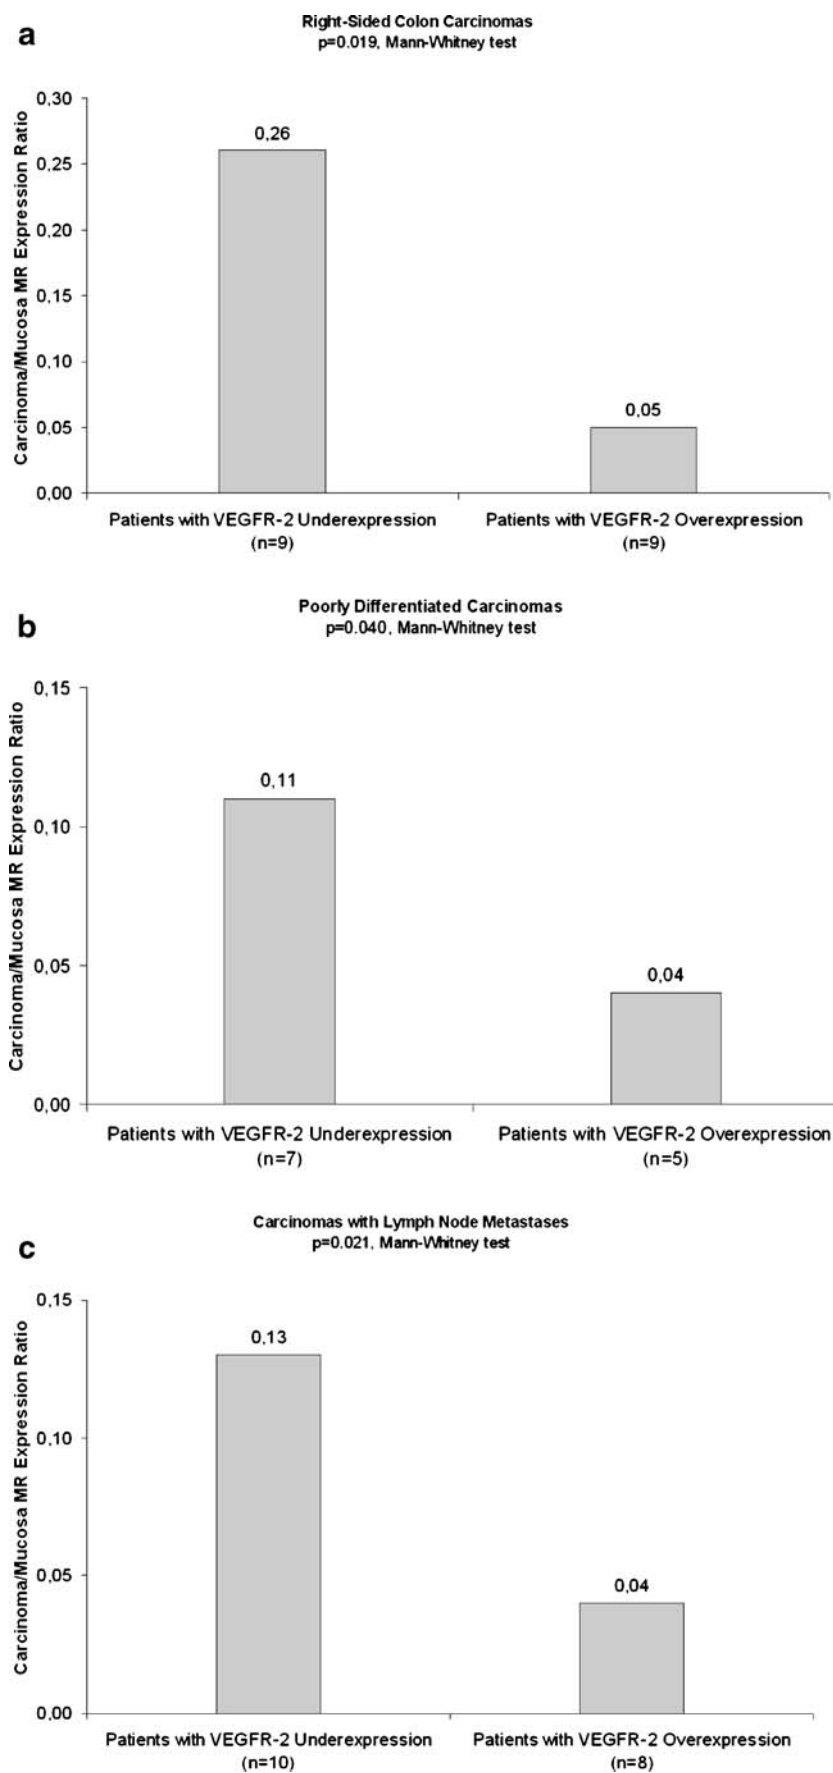 a
Right-Sided Colon Carcinomas
p=0.019, Mann-Whitney test
Carcinoma/Mucosa MR Expression Ratio
0,30
0,25
0,20
0,15
0,10
0,05
0,00
0,26
0,05
Patients with VEGFR-2 Underexpression
(n=9)
Patients with VEGFR-2 Overexpression
(n=9)
b
Poorly Differentiated Carcinomas
p=0.040, Mann-Whitney test
Carcinoma/Mucosa MR Expression Ratio
0,15
0,10
0,05
0,00
0,11
0,04
Patients with VEGFR-2 Underexpression
(n=7)
Patients with VEGFR-2 Overexpression
(n=5)
c
Carcinomas with Lymph Node Metastases
p=0.021, Mann-Whitney test
Carcinoma/Mucosa MR Expression Ratio
0,15
0,10
0,05
0,00
0,13
0,04
Patients with VEGFR-2 Underexpression
(n=10)
Patients with VEGFR-2 Overexpression
(n=8)